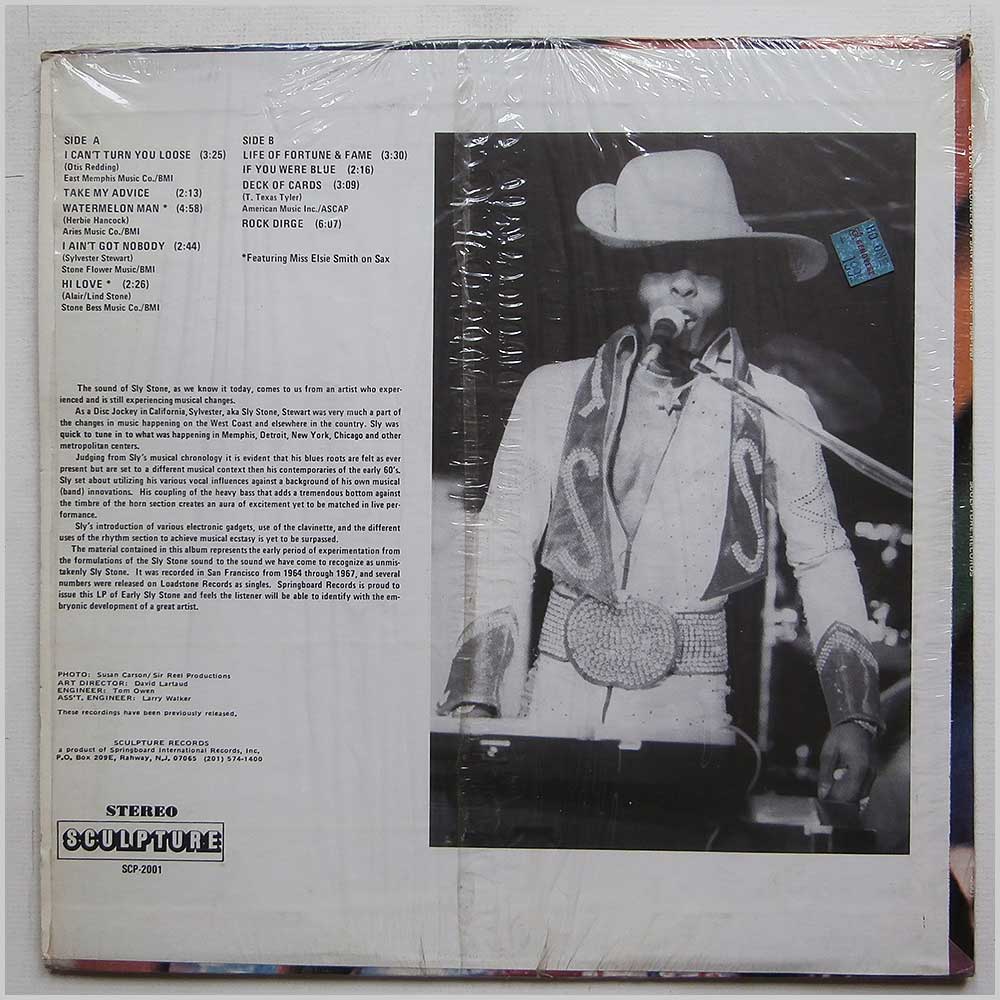 SIDE A
I CAN'T TURN YOU LOOSE (3:25)
(Otis Redding)
East Memphis Music Co./BMI
TAKE MY ADVICE (2:13)
WATERMELON MAN * (4:58)
(Herbie Hancock)
Aries Music Co./BMI
I AIN'T GOT NOBODY (2:44)
(Sylvester Stewart)
Stone Flower Music/BMI
HI LOVE * (2:26)
(Alair/Lind Stone)
Stone Bess Music Co./BMI
SIDE B
LIFE OF FORTUNE & FAME (3:30)
IF YOU WERE BLUE (2:16)
DECK OF CARDS (3:09)
(T. Texas Tyler)
American Music Inc./ASCAP
ROCK DIRGE (6:u7)
*Featuring Miss Elsie Smith on Sax
The sound of Sly Stone, as we know it today, comes to us from an artist who exper-
ienced and is still experiencing musical changes.
As a Disc Jockey in California, Sylvester, aka Sly Stone, Stewart was very much a part of
the changes in music happening on the West Coast and elsewhere in the country. Sly was
quick to tune in to what was happening in Memphis, Detroit, New York, Chicago and other
metropolitan centers.
Judging from Sly's musical chronology it is evident that his blues roots are felt as ever
present but are set to a different musical context then his contemporaries of the early 60's.
Sly set about utilizing his various vocal influences against a background of his own musical
(band) innovations. His coupling of the heavy bass that adds a tremendous bottom against
the timbre of the horn section creates an aura of excitement yet to be matched in live per-
formance.
Sly's introduction of various electronic gadgets, use of the clavinette, and the different
uses of the rhythm section to achieve musical ecstasy is yet to be surpassed.
The material contained in this album represents the early period of experimentation from
the formulations of the Sly Stone sound to the sound we have come to recognize as unmis-
takenly Sly Stone. It was recorded in San Francisco from 1964 through 1967, and several
numbers were released on Loadstone Records as singles. Springboard Records is proud to
issue this LP of Early Sly Stone and feels the listener will be able to identify with the em-
bryonic development of a great artist.
PHOTO: Susan Carson/Sir Reel Productions
ART DIRECTOR: David Lartaud
ENGINEER: Tom Owen
ASS'T. ENGINEER: Larry Walker
These recordings have been previously released.
SCULPTURE RECORDS
a product of Springboard International Records, Inc.
P.O. Box 209E, Rahway, N.J. 07065 (201) 574-1400
STEREO
SCULPTURE
SCP-2001
S
S